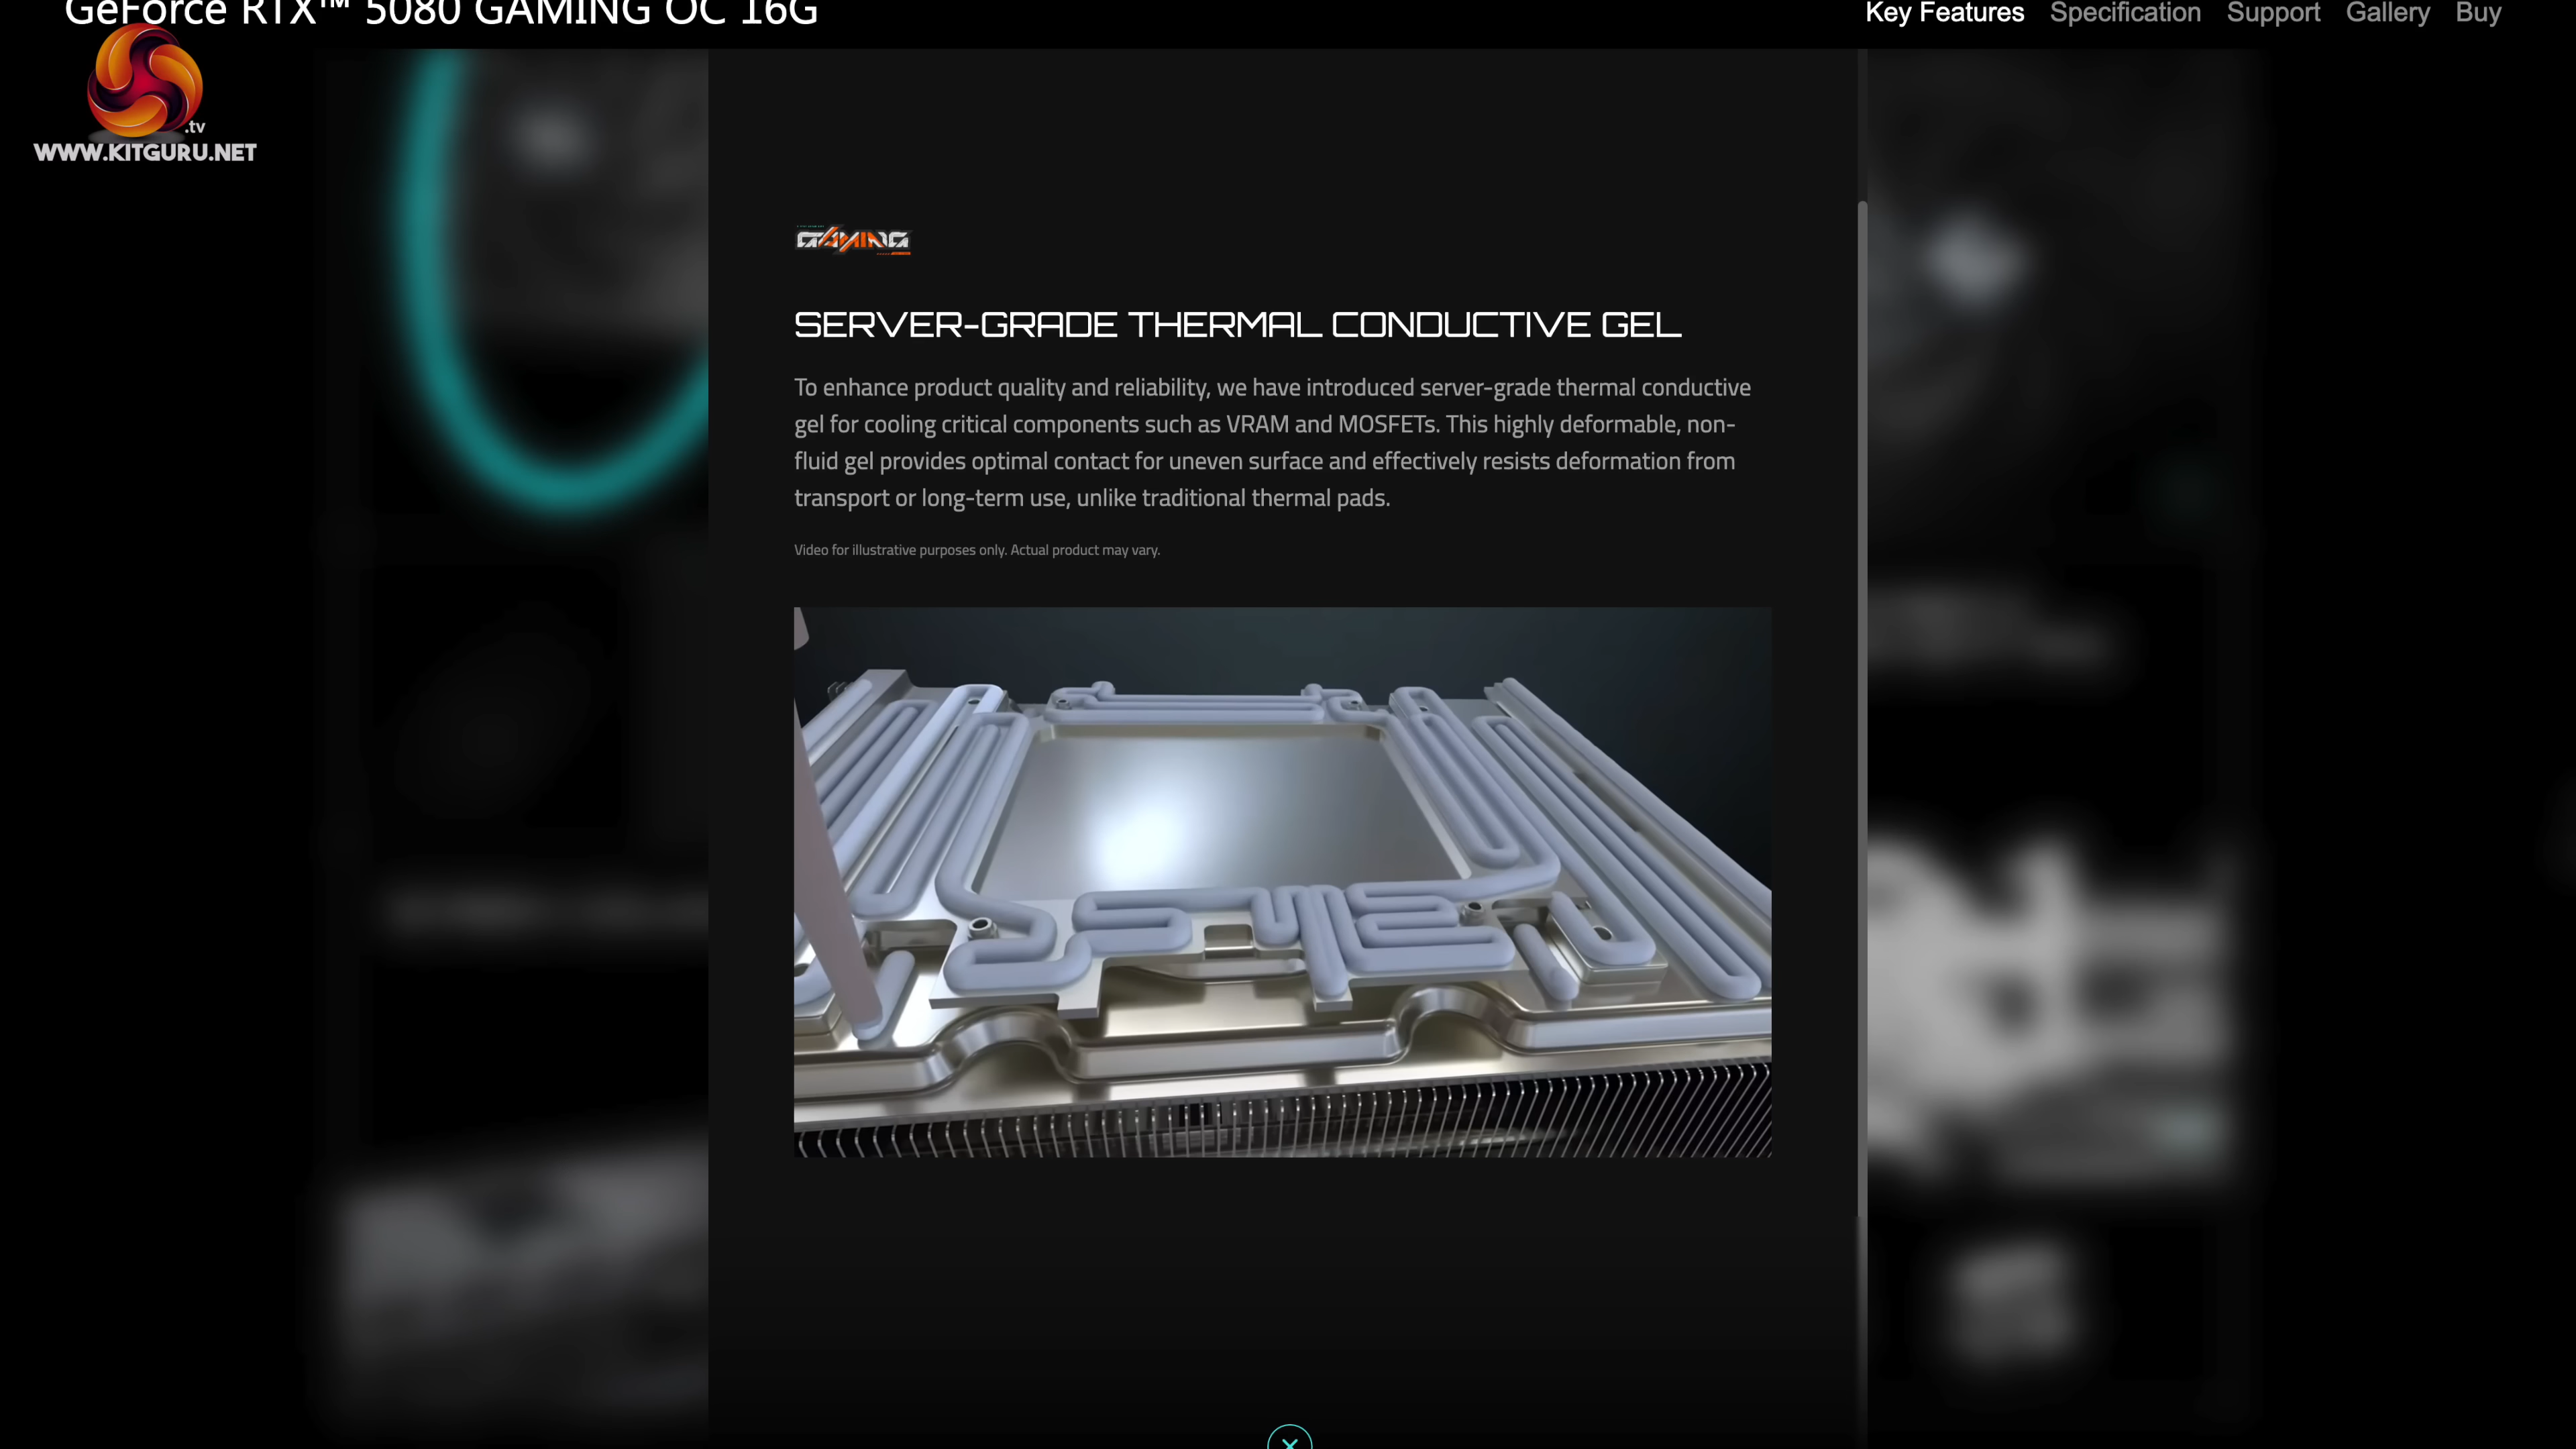 GeForce RTX™ 5080 GAMING OC 16G
Key Features Specification Support Gallery Buy
.tv
WWW.KITGURU.NET
GAMING
SERVER-GRADE THERMAL CONDUCTIVE GEL
To enhance product quality and reliability, we have introduced server-grade thermal conductive
gel for cooling critical components such as VRAM and MOSFETs. This highly deformable, non-
fluid gel provides optimal contact for uneven surface and effectively resists deformation from
transport or long-term use, unlike traditional thermal pads.
Video for illustrative purposes only. Actual product may vary.